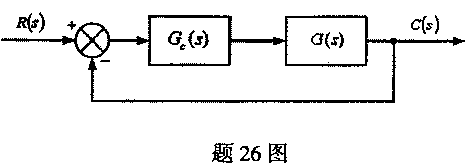 R(s)
+
−
G_c(s)
G(s)
C(s)
题 26 图